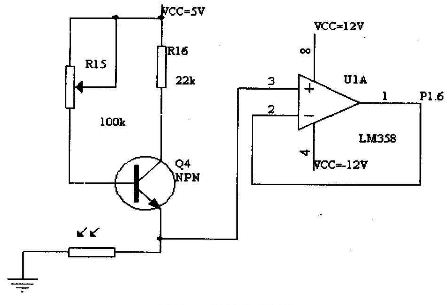 VCC=5V
R15
R16
22k
100k
Q4
NPN
VCC=12V
8
U1A
3
+
1
P1.6
2
−
LM358
4
VCC=-12V